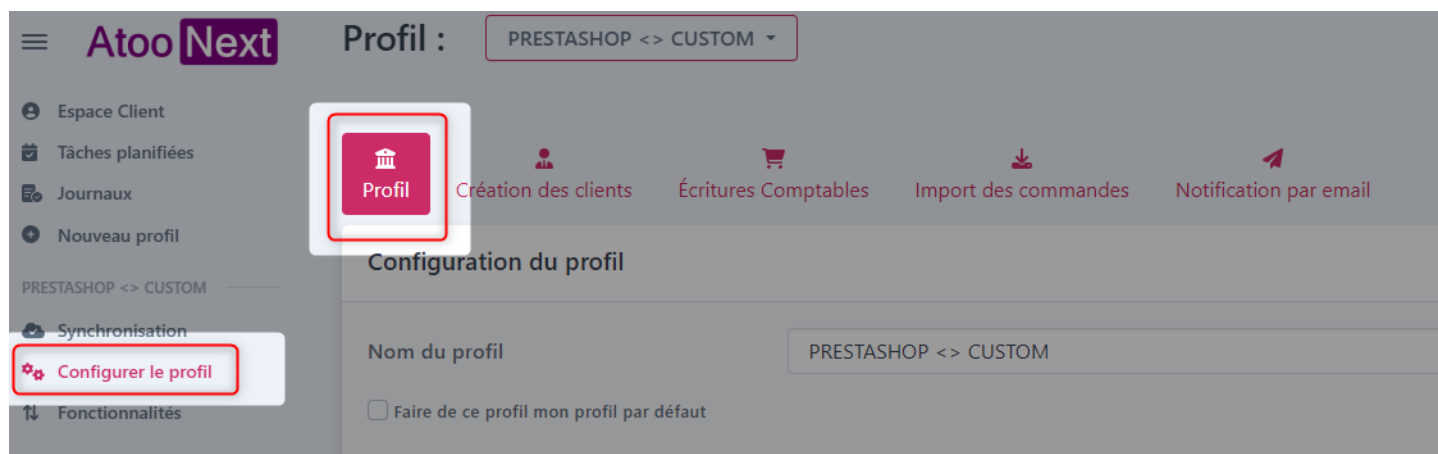 Atoo Next
Profil :
PRESTASHOP <> CUSTOM
Espace Client
Tâches planifiées
Journaux
Nouveau profil
PRESTASHOP <> CUSTOM
Synchronisation
Configurer le profil
Fonctionnalités
Profil
Création des clients
Écritures Comptables
Import des commandes
Notification par email
Configuration du profil
Nom du profil
PRESTASHOP <> CUSTOM
Faire de ce profil mon profil par défaut